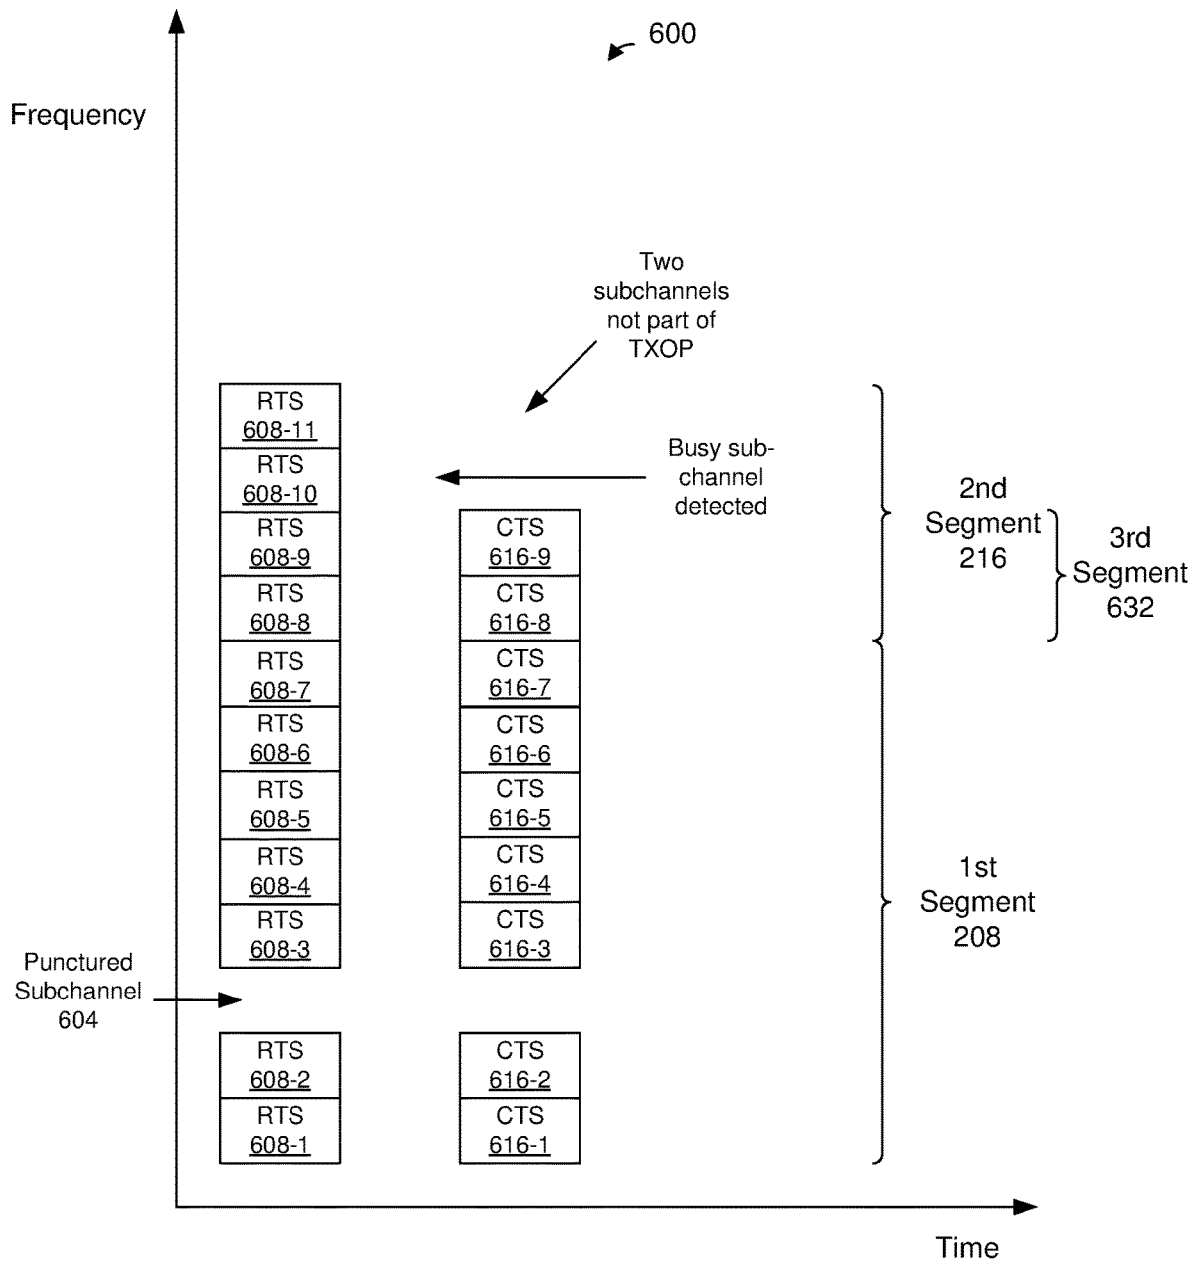 600
Frequency
Two
subchannels
not part of
TXOP
RTS
608-11
RTS
608-10
RTS
608-9
RTS
608-8
RTS
608-7
RTS
608-6
RTS
608-5
RTS
608-4
RTS
608-3
Busy sub-
channel
detected
CTS
616-9
CTS
616-8
CTS
616-7
CTS
616-6
CTS
616-5
CTS
616-4
CTS
616-3
2nd
Segment
216
3rd
Segment
632
1st
Segment
208
Punctured
Subchannel
604
RTS
608-2
RTS
608-1
CTS
616-2
CTS
616-1
Time